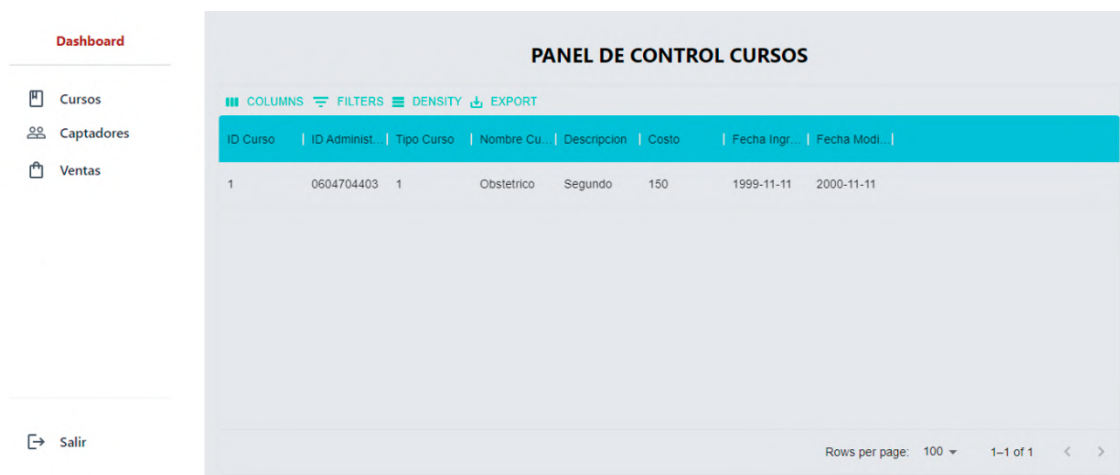 Dashboard
Cursos
Captadores
Ventas
Salir
PANEL DE CONTROL CURSOS
COLUMNS FILTERS DENSITY EXPORT
ID Curso ID Administ... Tipo Curso Nombre Cu... Descripcion Costo Fecha Ingr... Fecha Modi...
1 0604704403 1 Obstetrico Segundo 150 1999-11-11 2000-11-11
Rows per page: 100 1–1 of 1